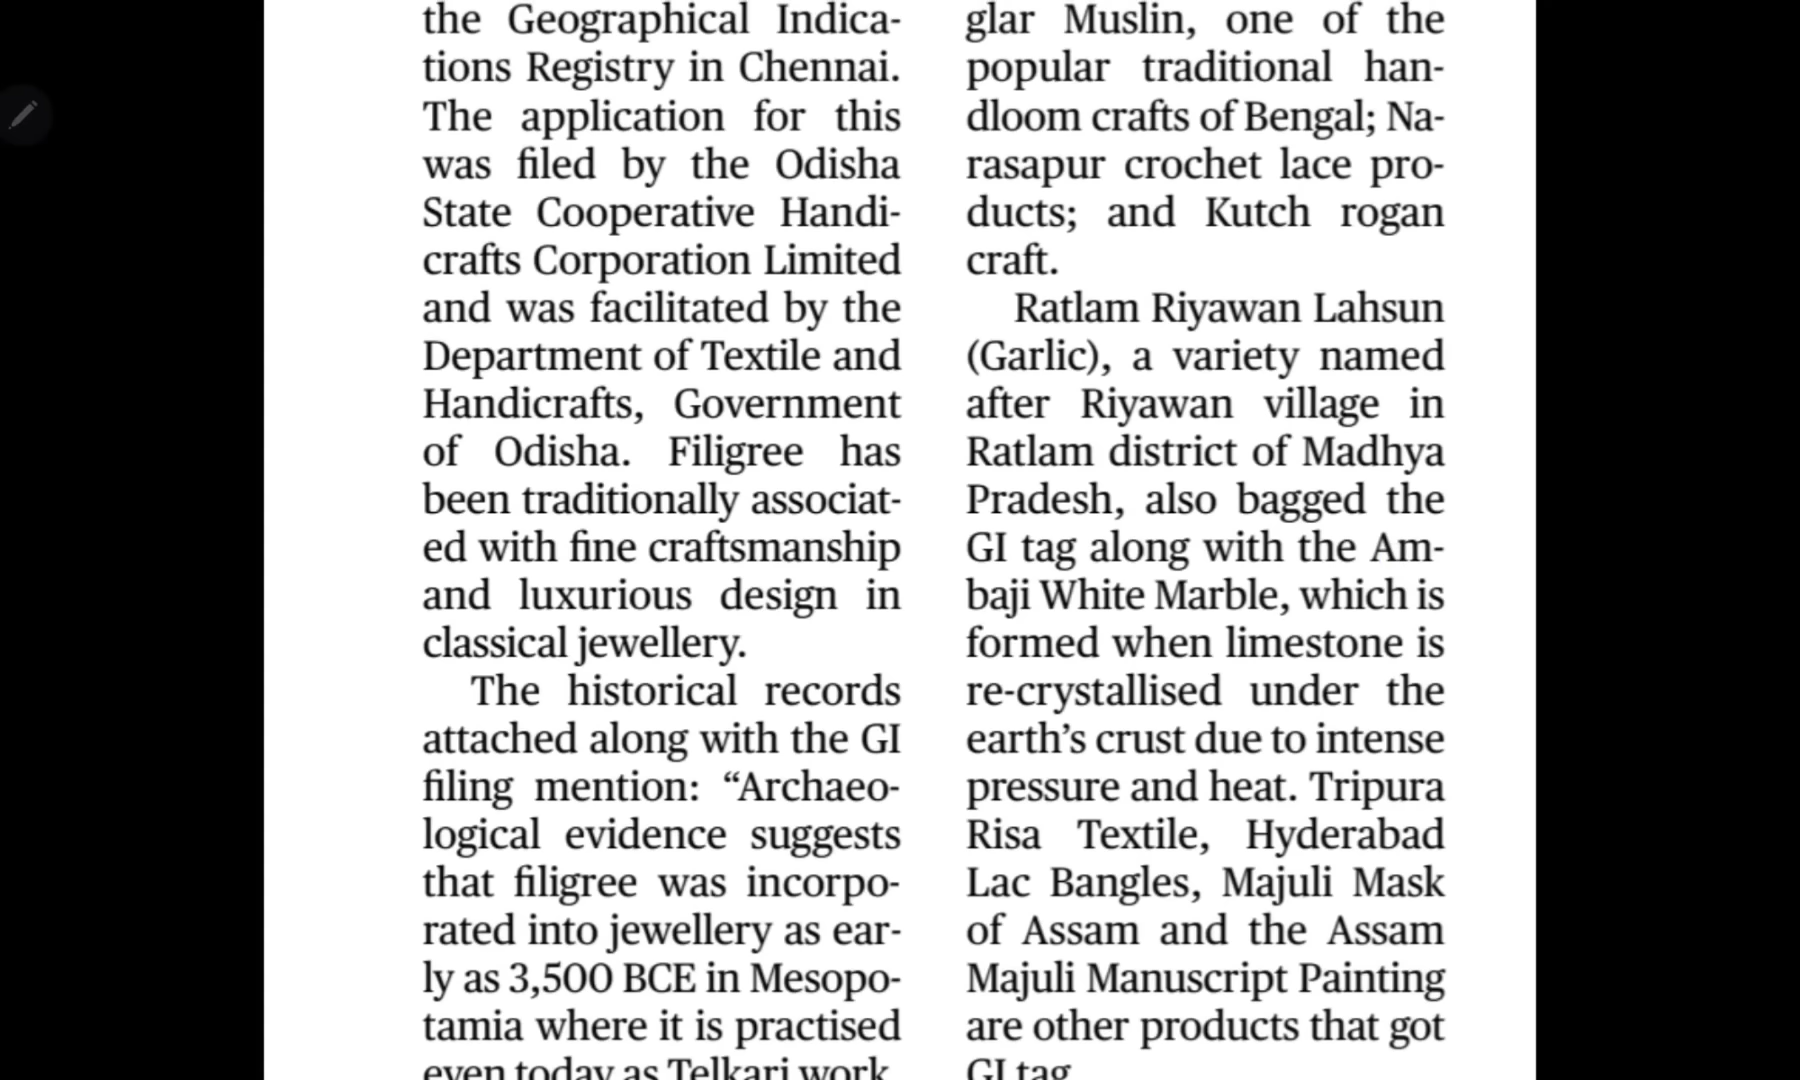 the Geographical Indica-
tions Registry in Chennai.
The application for this
was filed by the Odisha
State Cooperative Handi-
crafts Corporation Limited
and was facilitated by the
Department of Textile and
Handicrafts, Government
of Odisha. Filigree has
been traditionally associat-
ed with fine craftsmanship
and luxurious design in
classical jewellery.
The historical records
attached along with the GI
filing mention: “Archaeo-
logical evidence suggests
that filigree was incorpo-
rated into jewellery as ear-
ly as 3,500 BCE in Mesopo-
tamia where it is practised
even today as Telkari work
glar Muslin, one of the
popular traditional han-
dloom crafts of Bengal; Na-
rasapur crochet lace pro-
ducts; and Kutch rogan
craft.
Ratlam Riyawan Lahsun
(Garlic), a variety named
after Riyawan village in
Ratlam district of Madhya
Pradesh, also bagged the
GI tag along with the Am-
baji White Marble, which is
formed when limestone is
re-crystallised under the
earth’s crust due to intense
pressure and heat. Tripura
Risa Textile, Hyderabad
Lac Bangles, Majuli Mask
of Assam and the Assam
Majuli Manuscript Painting
are other products that got
GI tag